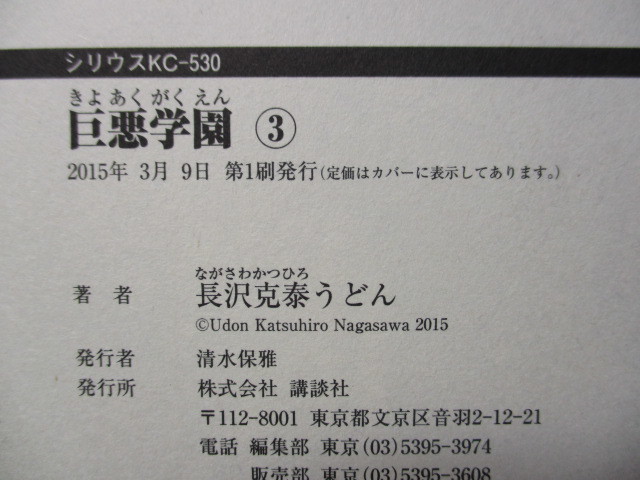 シリウスKC-530
きよあくがくえん
巨悪学園 ③
2015年 3月 9日 第1刷発行(定価はカバーに表示してあります。)
ながさわかつひろ
著者 長沢克泰うどん
©Udon Katsuhiro Nagasawa 2015
発行者 清水保雅
発行所 株式会社 講談社
〒112-8001 東京都文京区音羽2-12-21
電話 編集部 東京(03)5395-3974
販売部 東京(03)5395-3608